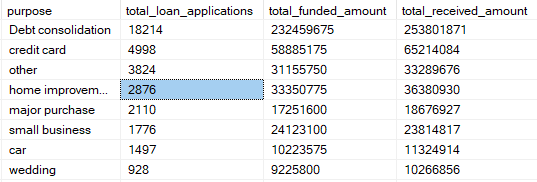 purpose total_loan_applications total_funded_amount total_received_amount
Debt consolidation 18214 232459675 253801871
credit card 4998 58885175 65214084
other 3824 31155750 33289676
home improvem... 2876 33350775 36380930
major purchase 2110 17251600 18676927
small business 1776 24123100 23814817
car 1497 10223575 11324914
wedding 928 9225800 10266856